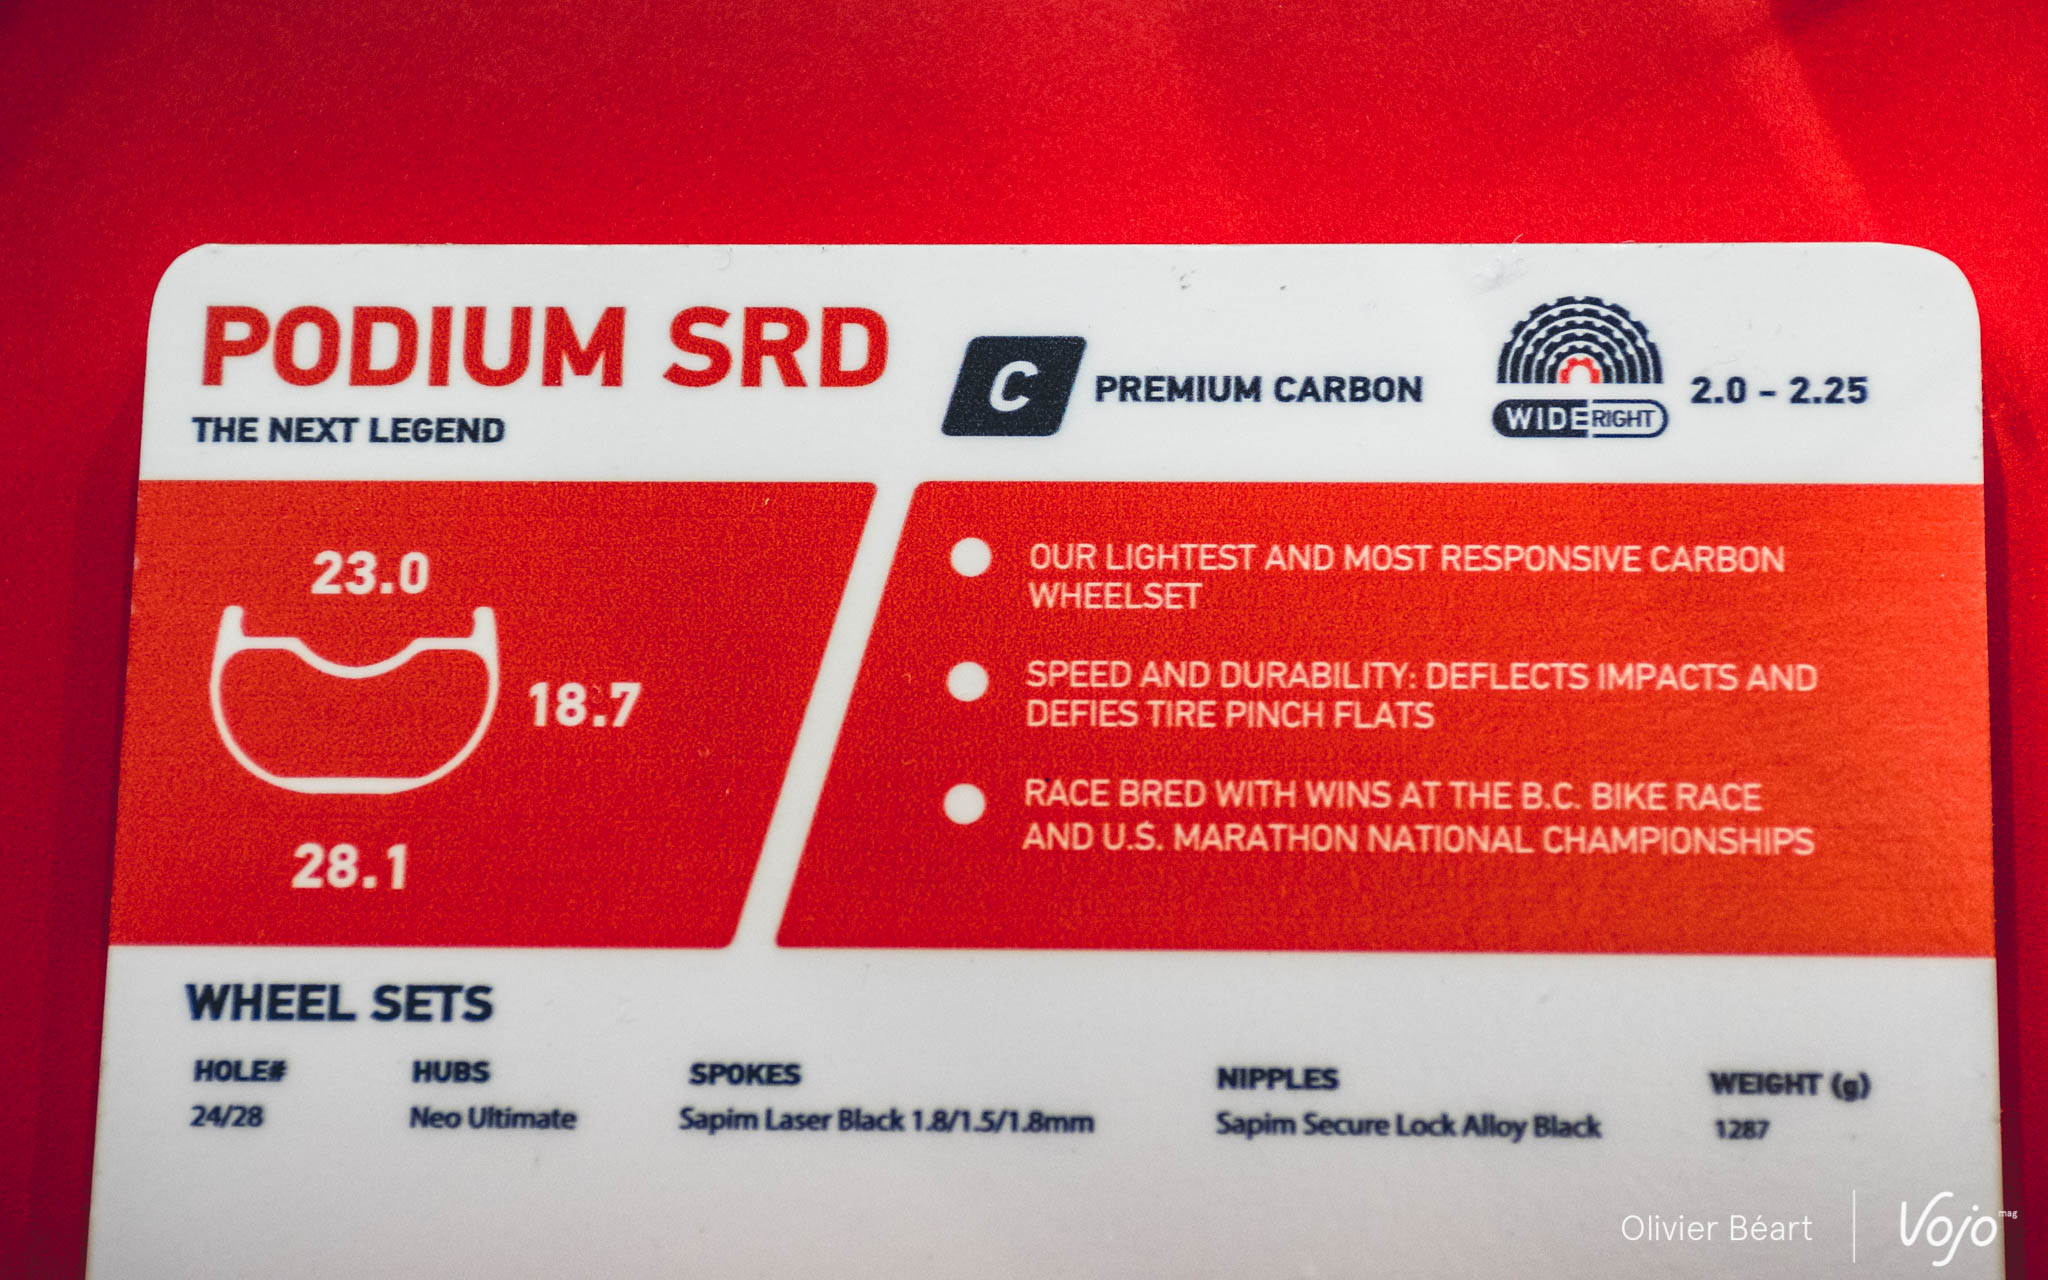 PODIUM SRD
THE NEXT LEGEND
C
PREMIUM CARBON
WIDERIGHT
2.0 - 2.25
23.0
18.7
28.1
OUR LIGHTEST AND MOST RESPONSIVE CARBON
WHEELSET
SPEED AND DURABILITY: DEFLECTS IMPACTS AND
DEFIES TIRE PINCH FLATS
RACE BRED WITH WINS AT THE B.C. BIKE RACE
AND U.S. MARATHON NATIONAL CHAMPIONSHIPS
WHEEL SETS
HOLE# HUBS SPOKES NIPPLES WEIGHT (g)
24/28 Neo Ultimate Sapim Laser Black 1.8/1.5/1.8mm Sapim Secure Lock Alloy Black 1287
Olivier Béart Vojo mag